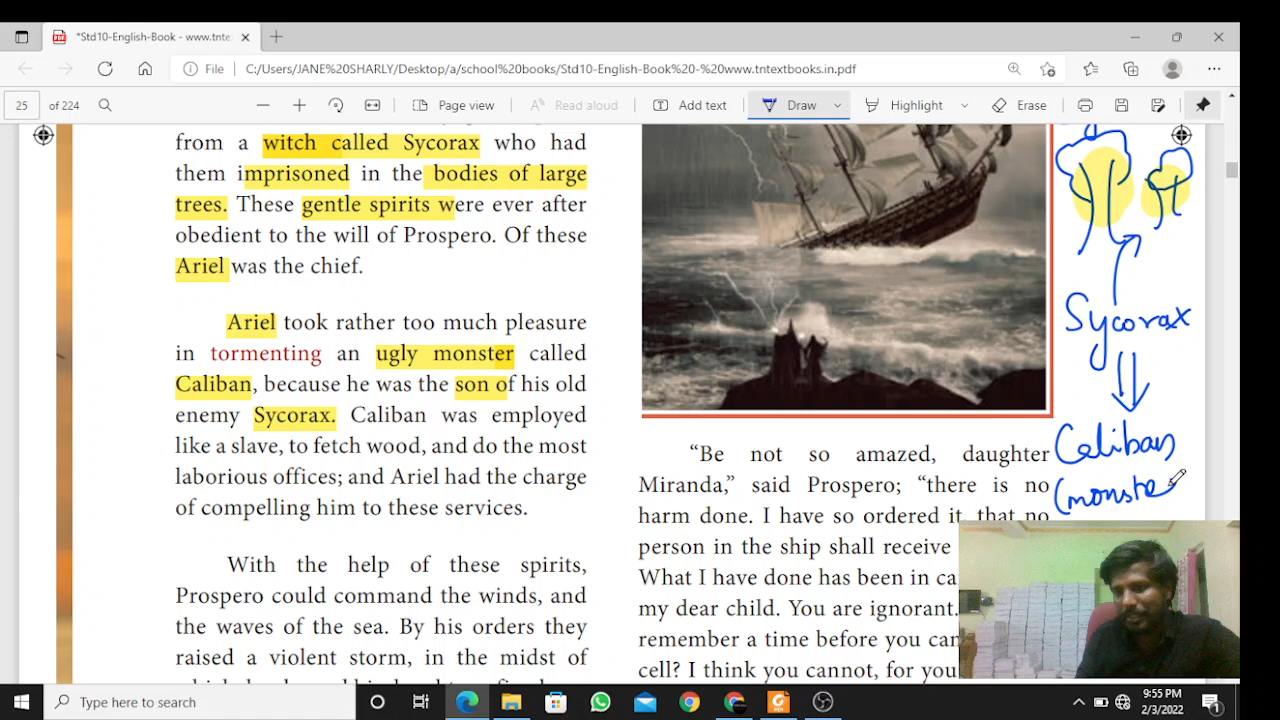 *Std10-English-Book - www.tnte
File
C:/Users/JANE%20SHARLY/Desktop/a/school%20books/Std10-English-Book%20-%20www.tntextbooks.in.pdf
25 of 224
Page view
Read aloud
Add text
Draw
Highlight
Erase
from a witch called Sycorax who had
them imprisoned in the bodies of large
trees. These gentle spirits were ever after
obedient to the will of Prospero. Of these
Ariel was the chief.
Ariel took rather too much pleasure
in tormenting an ugly monster called
Caliban, because he was the son of his old
enemy Sycorax. Caliban was employed
like a slave, to fetch wood, and do the most
laborious offices; and Ariel had the charge
of compelling him to these services.
With the help of these spirits,
Prospero could command the winds, and
the waves of the sea. By his orders they
raised a violent storm, in the midst of
“Be not so amazed, daughter
Miranda,” said Prospero; “there is no
harm done. I have so ordered it, that no
person in the ship shall receive
What I have done has been in ca
my dear child. You are ignorant.
remember a time before you can
cell? I think you cannot, for you
Sycorax
Caliban
(monste
Type here to search
9:55 PM
2/3/2022